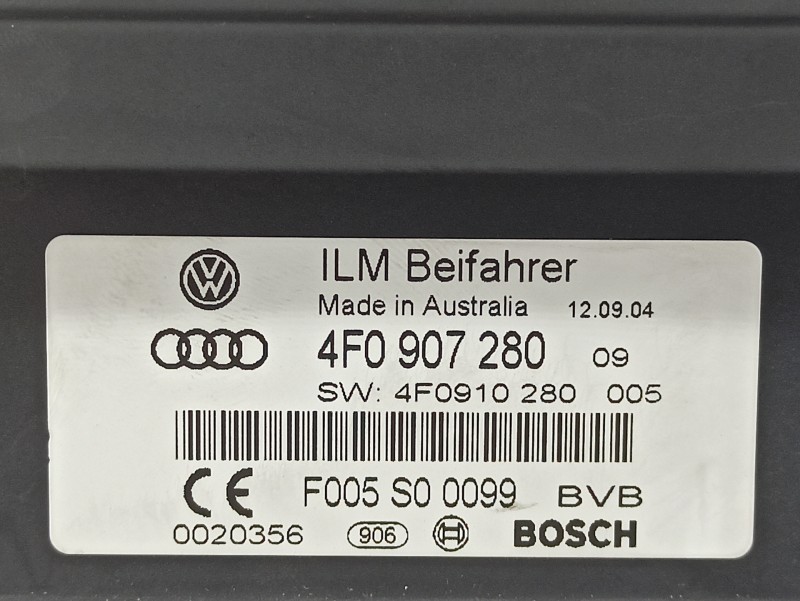 ILM Beifahrer
Made in Australia 12.09.04
4F0 907 280 09
SW: 4F0910 280 005
CE F005 S0 0099 BVB
0020356 906 BOSCH